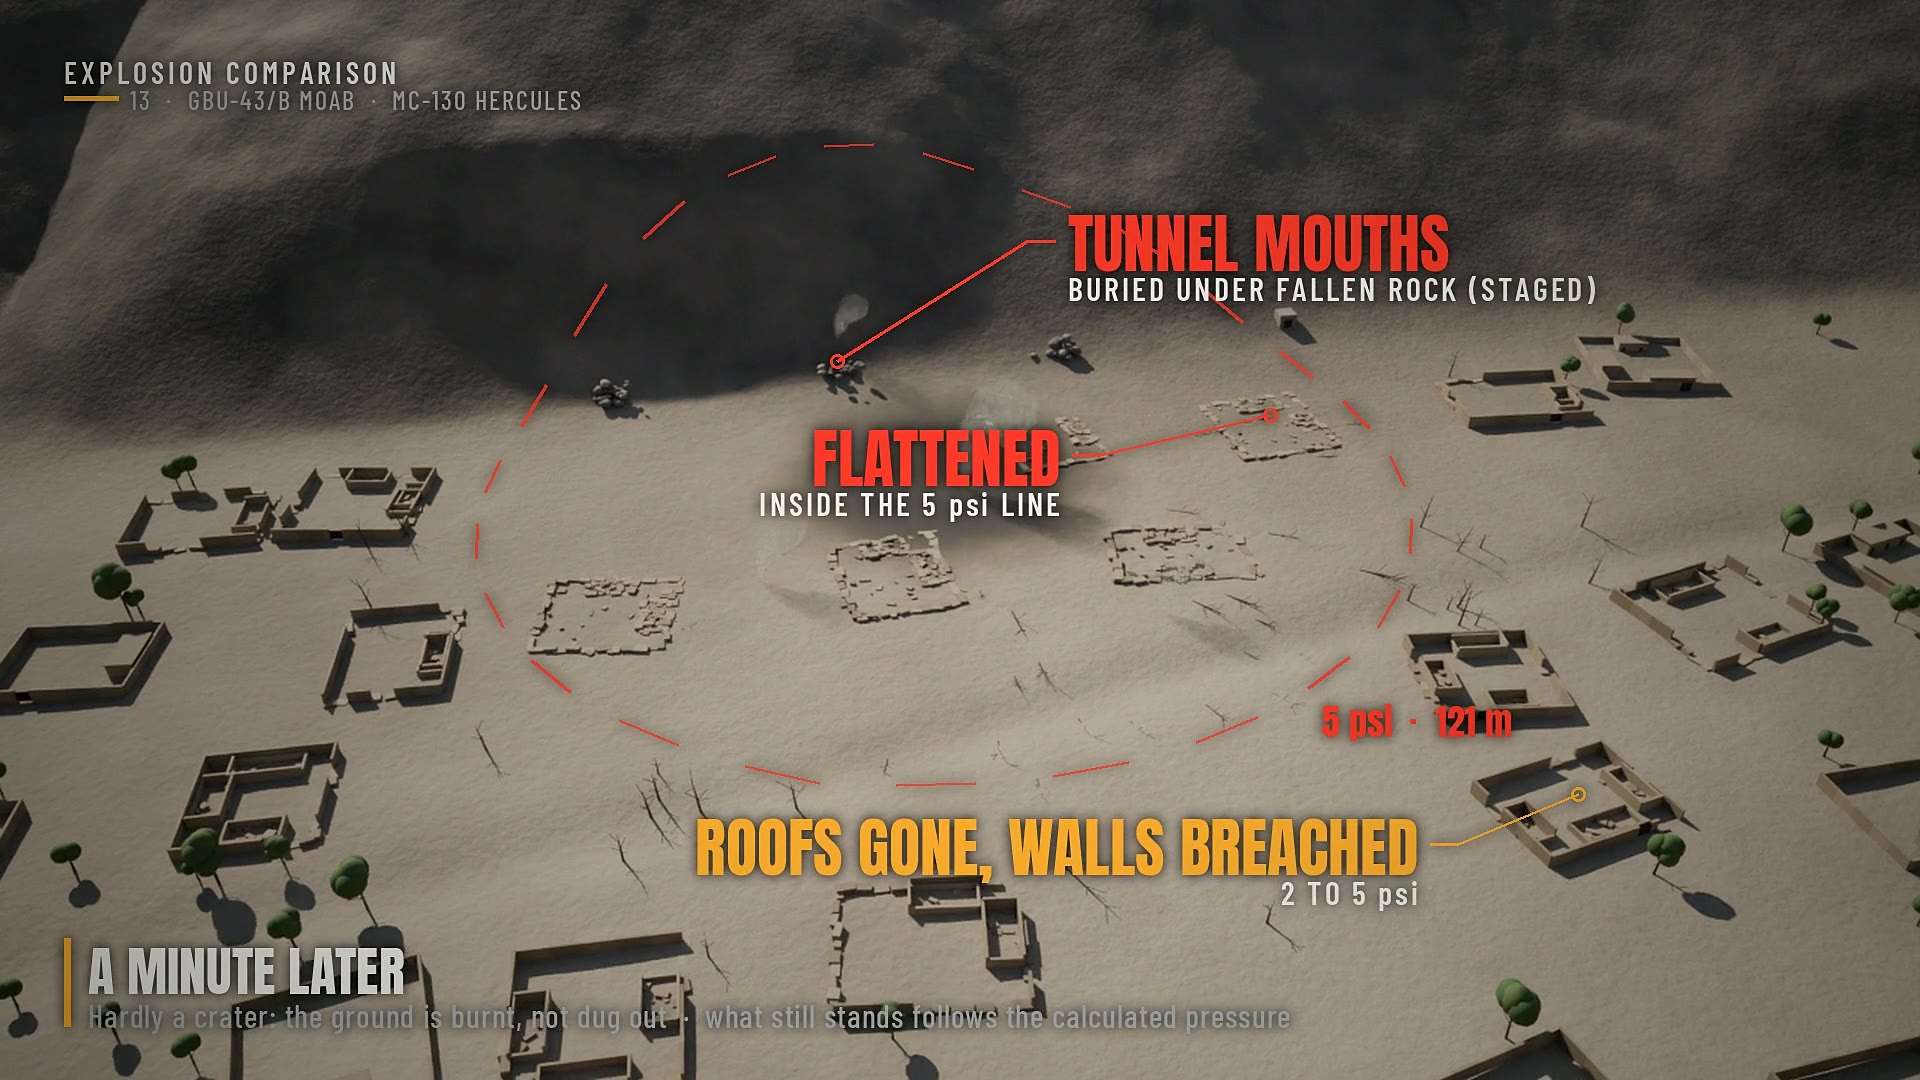 EXPLOSION COMPARISON
13 · GBU-43/B MOAB · MC-130 HERCULES
TUNNEL MOUTHS
BURIED UNDER FALLEN ROCK (STAGED)
FLATTENED
INSIDE THE 5 psi LINE
5 psi · 121 m
ROOFS GONE, WALLS BREACHED
2 TO 5 psi
A MINUTE LATER
Hardly a crater: the ground is burnt, not dug out · what still stands follows the calculated pressure